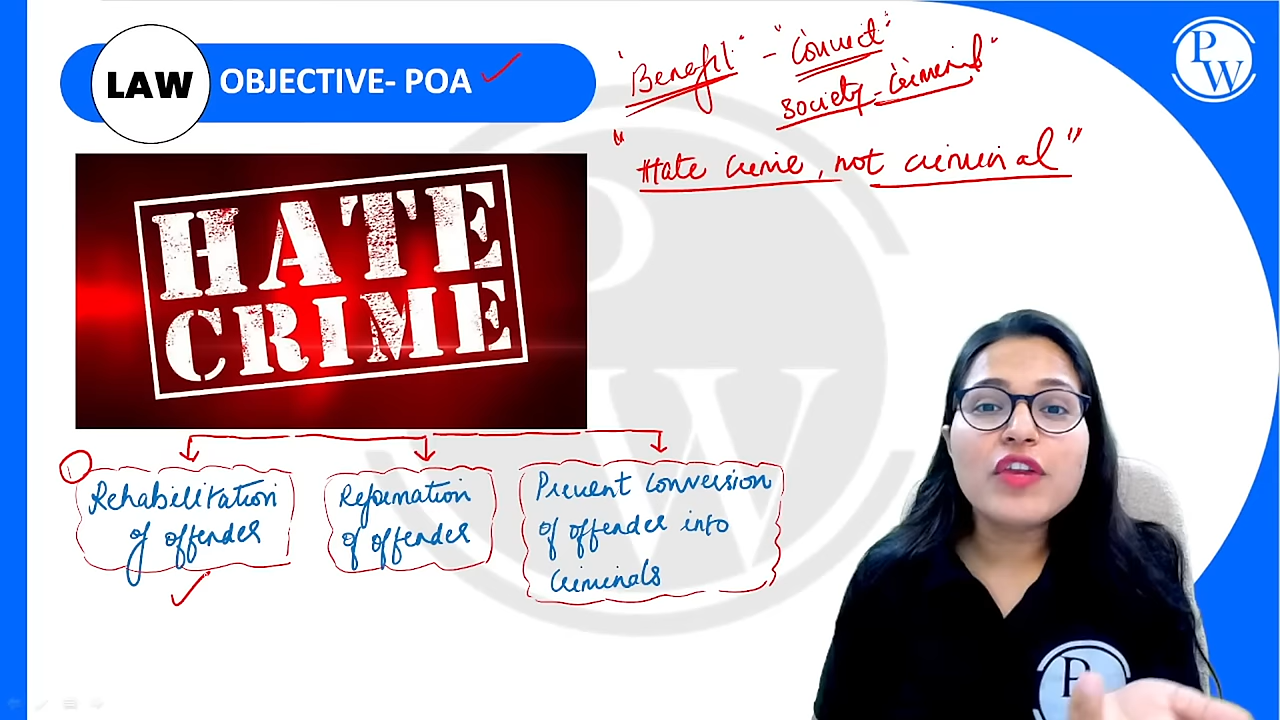 LAW OBJECTIVE- POA
"Benefit" - "Convict"
society - criminal"
"Hate crime, not criminal"
HATE
CRIME
1
Rehabilitation
of offender
Reformation
of offender
Prevent conversion
of offender into
criminals
P
W
P
W
P